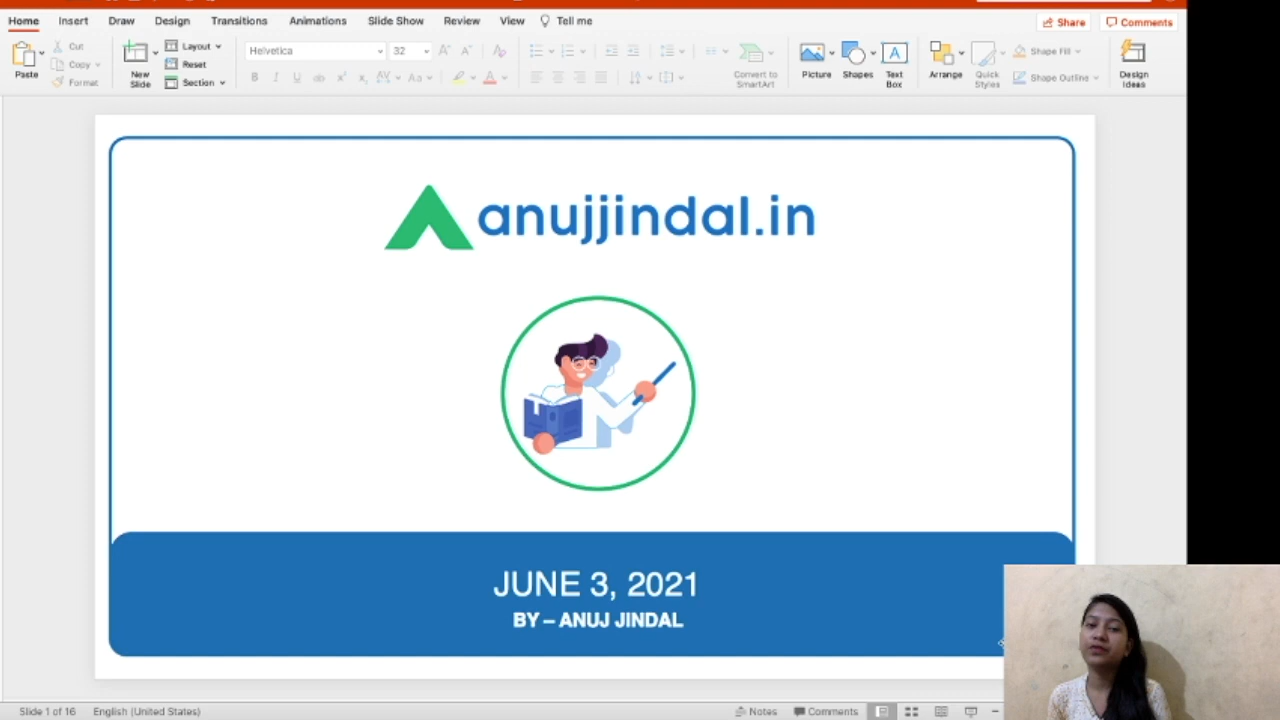 Home Insert Draw Design Transitions Animations Slide Show Review View Tell me Share Comments
Paste Cut Copy Format
New Slide Layout Reset Section
Helvetica 32
Convert to SmartArt
Picture Shapes Text Box
Arrange Quick Styles Shape Fill Shape Outline
Design Ideas
anujjindal.in
JUNE 3, 2021
BY – ANUJ JINDAL
Slide 1 of 16 English (United States) Notes Comments